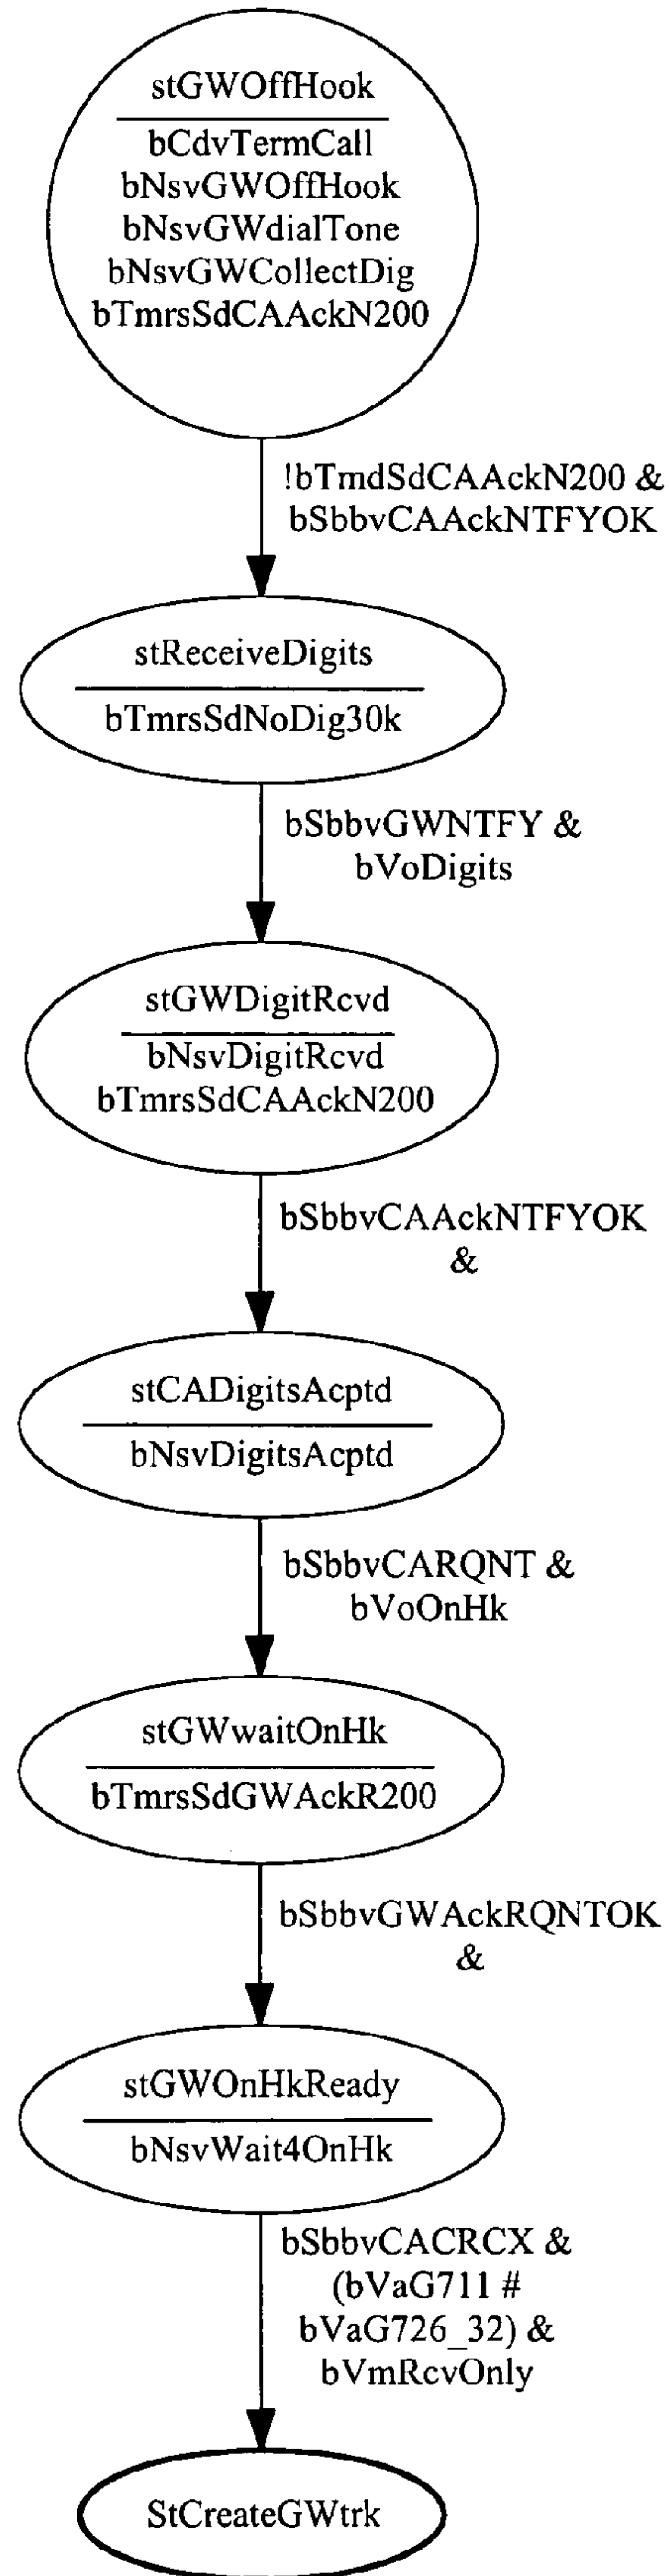 stGWOffHook
bCdvTermCall
bNsvGWOffHook
bNsvGWdialTone
bNsvGWCollectDig
bTmrsSdCAAckN200
!bTmdSdCAAckN200 &
bSbbvCAAckNTFYOK
stReceiveDigits
bTmrsSdNoDig30k
bSbbvGWNTFY &
bVoDigits
stGWDigitRcvd
bNsvDigitRcvd
bTmrsSdCAAckN200
bSbbvCAAckNTFYOK
&
stCADigitsAcptd
bNsvDigitsAcptd
bSbbvCARQNT &
bVoOnHk
stGWwaitOnHk
bTmrsSdGWAckR200
bSbbvGWAckRQNTOK
&
stGWOnHkReady
bNsvWait4OnHk
bSbbvCACRCX &
(bVaG711 #
bVaG726_32) &
bVmRcvOnly
StCreateGWtrk